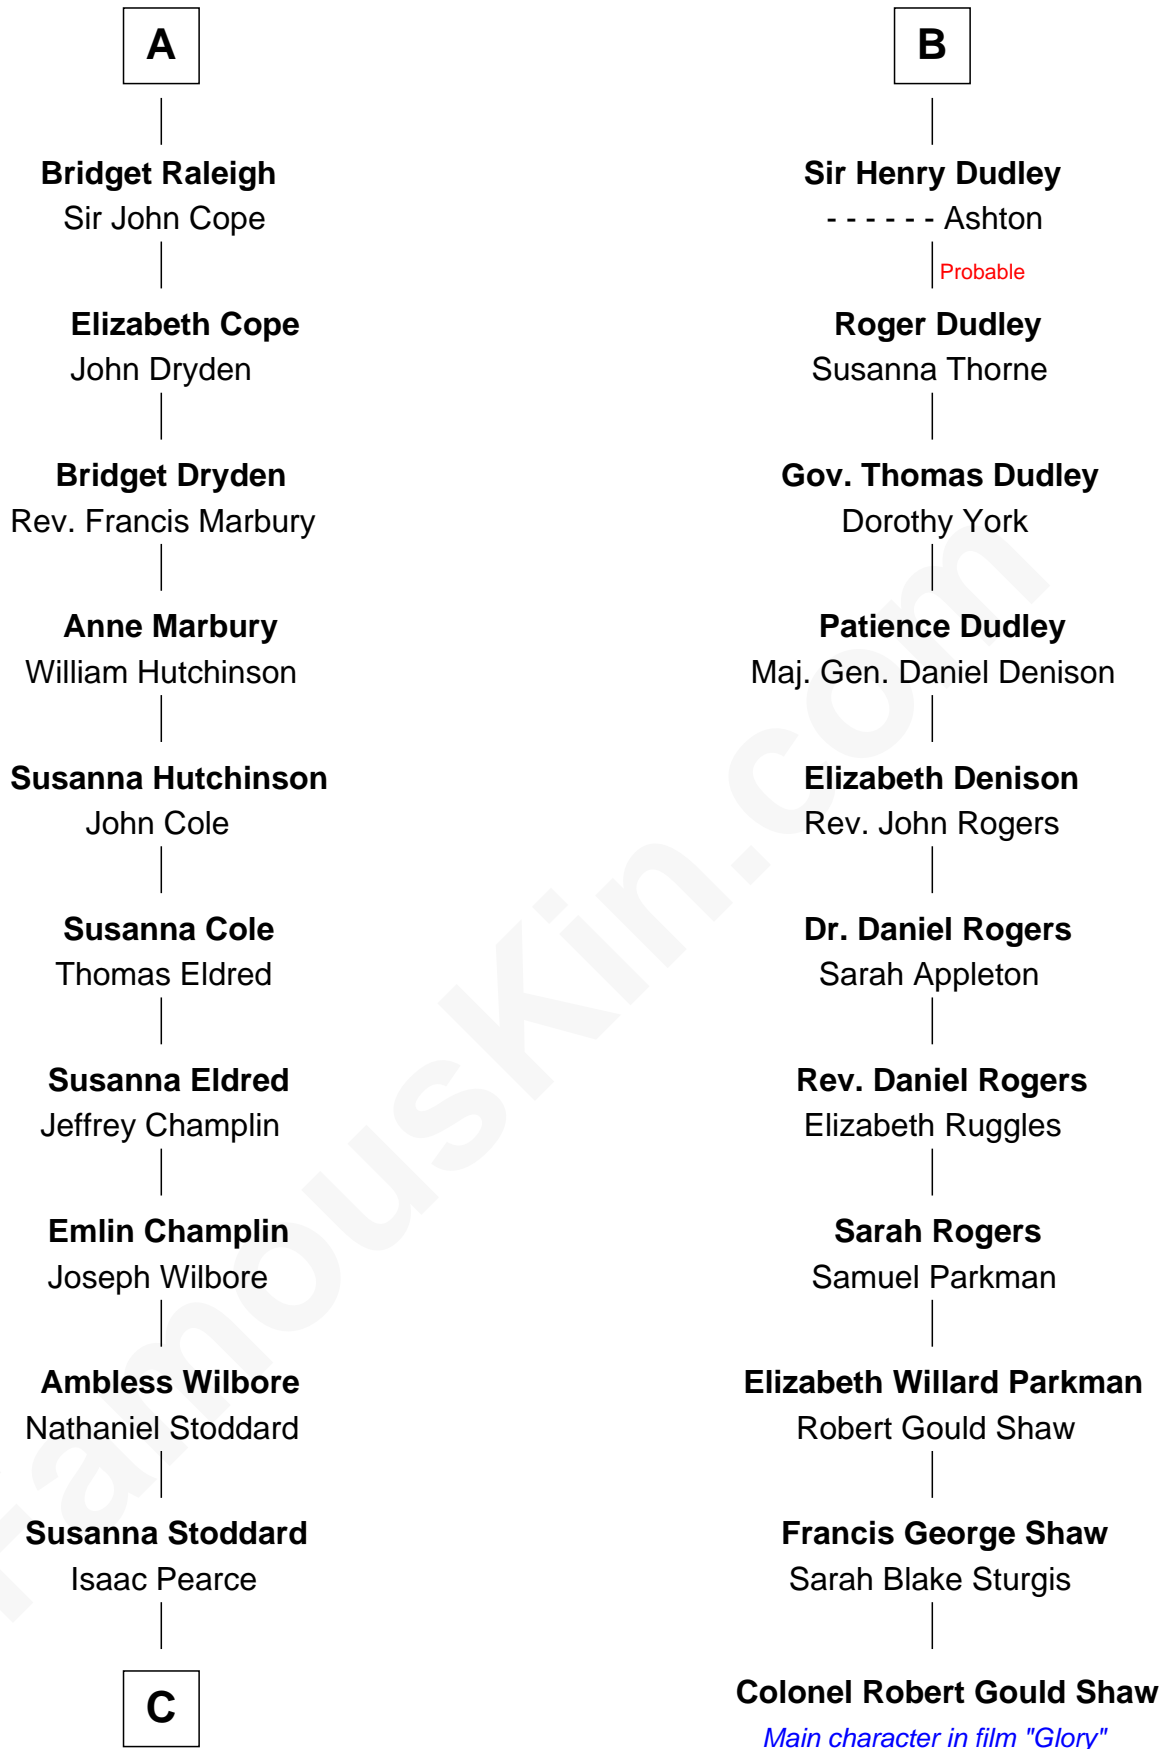 A
Bridget Raleigh
Sir John Cope
Elizabeth Cope
John Dryden
Bridget Dryden
Rev. Francis Marbury
Anne Marbury
William Hutchinson
Susanna Hutchinson
John Cole
Susanna Cole
Thomas Eldred
Susanna Eldred
Jeffrey Champlin
Emlin Champlin
Joseph Wilbore
Ambless Wilbore
Nathaniel Stoddard
Susanna Stoddard
Isaac Pearce
C
B
Sir Henry Dudley
- - - - - - Ashton
Probable
Roger Dudley
Susanna Thorne
Gov. Thomas Dudley
Dorothy York
Patience Dudley
Maj. Gen. Daniel Denison
Elizabeth Denison
Rev. John Rogers
Dr. Daniel Rogers
Sarah Appleton
Rev. Daniel Rogers
Elizabeth Ruggles
Sarah Rogers
Samuel Parkman
Elizabeth Willard Parkman
Robert Gould Shaw
Francis George Shaw
Sarah Blake Sturgis
Colonel Robert Gould Shaw
Main character in film "Glory"
FamousKin.com